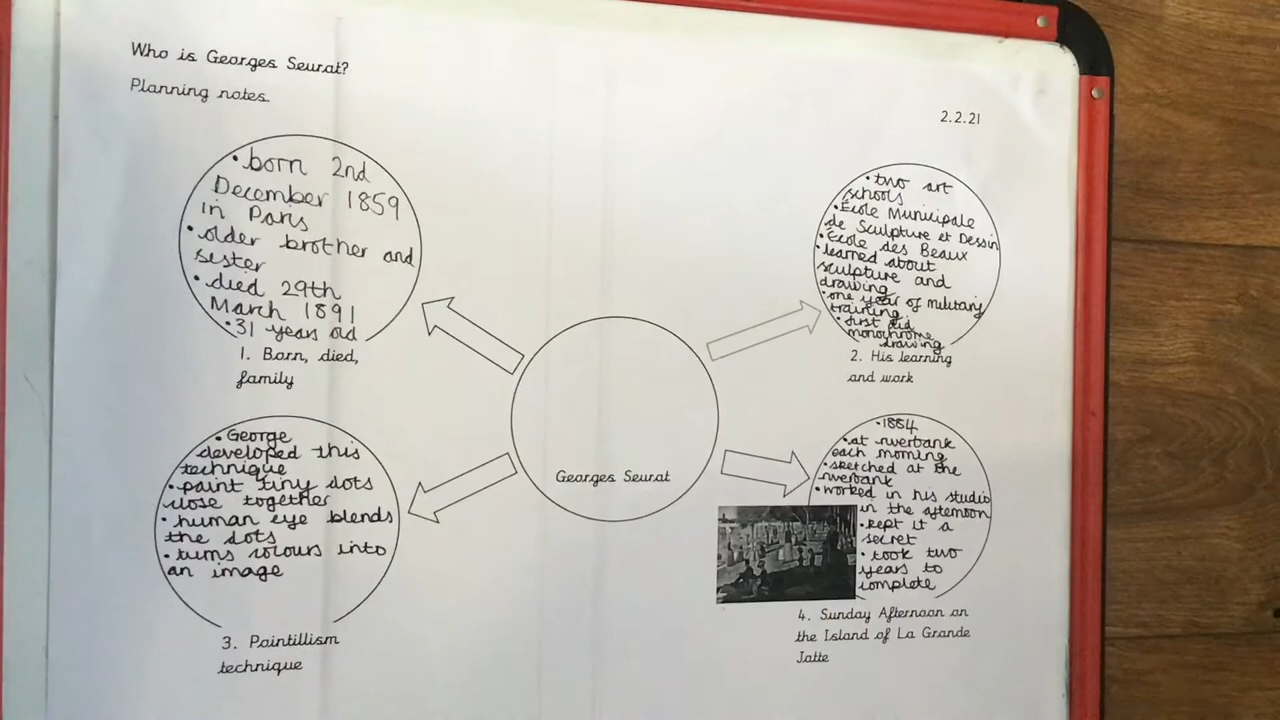 Who is Georges Seurat?
Planning notes.
2.2.21
• born 2nd
December 1859
in Paris
• older brother and
sister
• died 29th
March 1891
• 31 years old
1. Born, died,
family
• two art
schools
• École Municipale
de Sculpture et Dessin
• École des Beaux
• learned about
sculpture and
drawing
• one year of military
training
• first did
monochrome
drawing
2. His learning
and work
Georges Seurat
• George
developed this
technique
• paint tiny dots
close together
• human eye blends
the dots
• turns colours into
an image
3. Pointillism
technique
• 1884
• at riverbank
each morning
• sketched at the
riverbank
• worked in his studio
in the afternoon
• kept it a
secret
• took two
years to
complete
4. Sunday Afternoon on
the Island of La Grande
Jatte